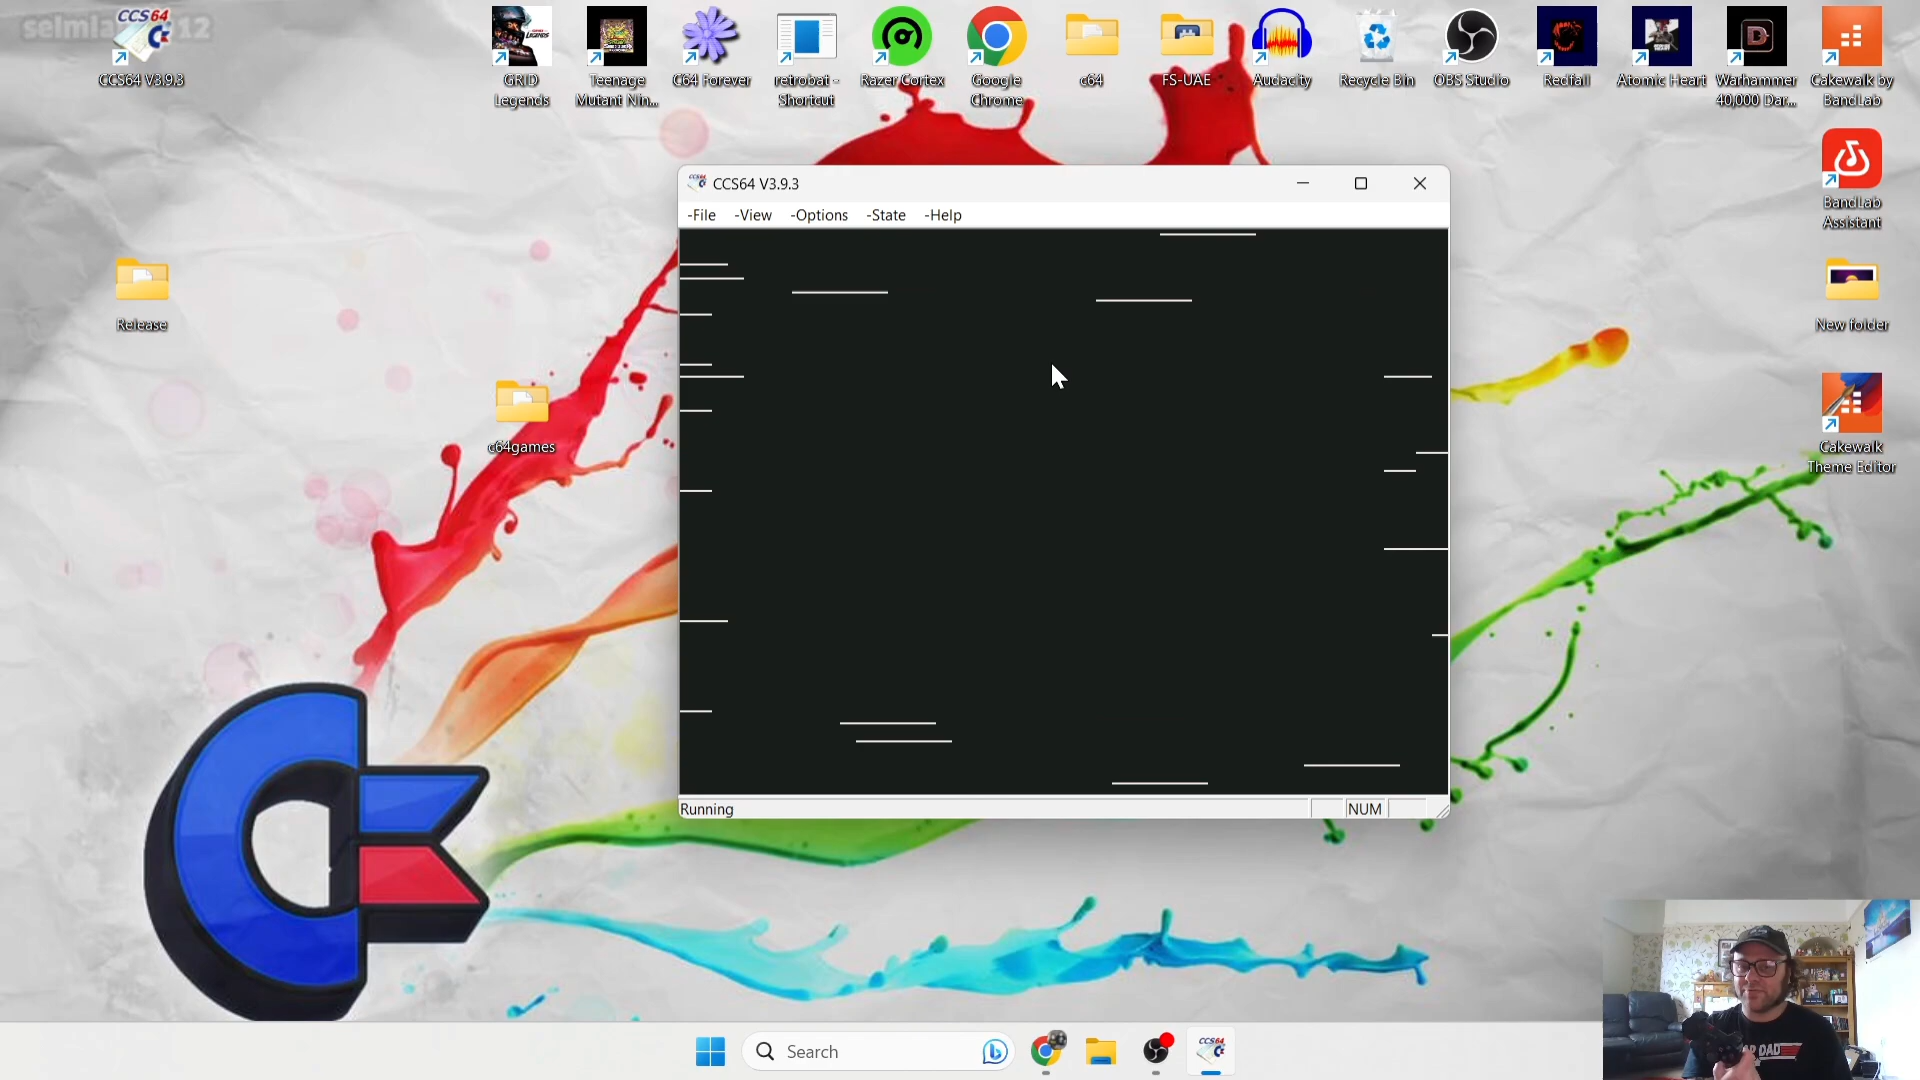 CCS64 V3.9.3
GRID
Legends
Teenage
Mutant Nin...
C64 Forever
retrobat -
Shortcut
Razer Cortex
Google
Chrome
c64
FS-UAE
Audacity
Recycle Bin
OBS Studio
Redfall
Atomic Heart
Warhammer
40,000 Dar...
Cakewalk by
BandLab
BandLab
Assistant
Release
New folder
c64games
Cakewalk
Theme Editor
CCS64 V3.9.3
-File -View -Options -State -Help
Running
NUM
Search